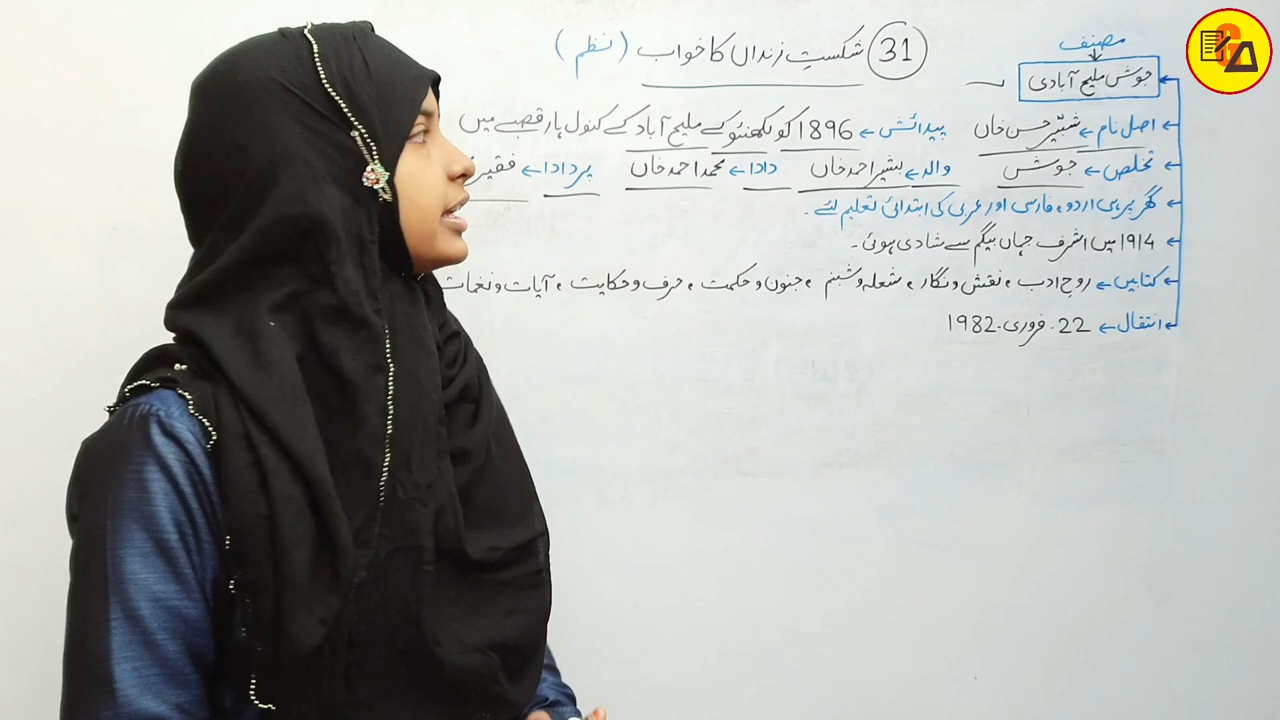 31 شکستِ زنداں کا خواب (نظم)
مصنف
جوش ملیح آبادی
اصل نام ← شبیّر حسن خاں پیدائش ← 1896 کو لکھنئو کے ملیح آباد کے کنول ہار قصبے میں
تخلص ← جوش والد ← بشیر احمد خاں دادا ← محمد احمد خاں پردادا ← فقیر
گھر پر ہی اردو، فارسی اور عربی کی ابتدائی تعلیم لئے۔
1914 میں اشرف جہاں بیگم سے شادی ہوئی۔
کتابیں ← روحِ ادب، نقش و نگار، شعلہ و شبنم، جنون و حکمت، حرف و حکایت، آیات و نغمات
انتقال ← 22۔ فروری۔ 1982